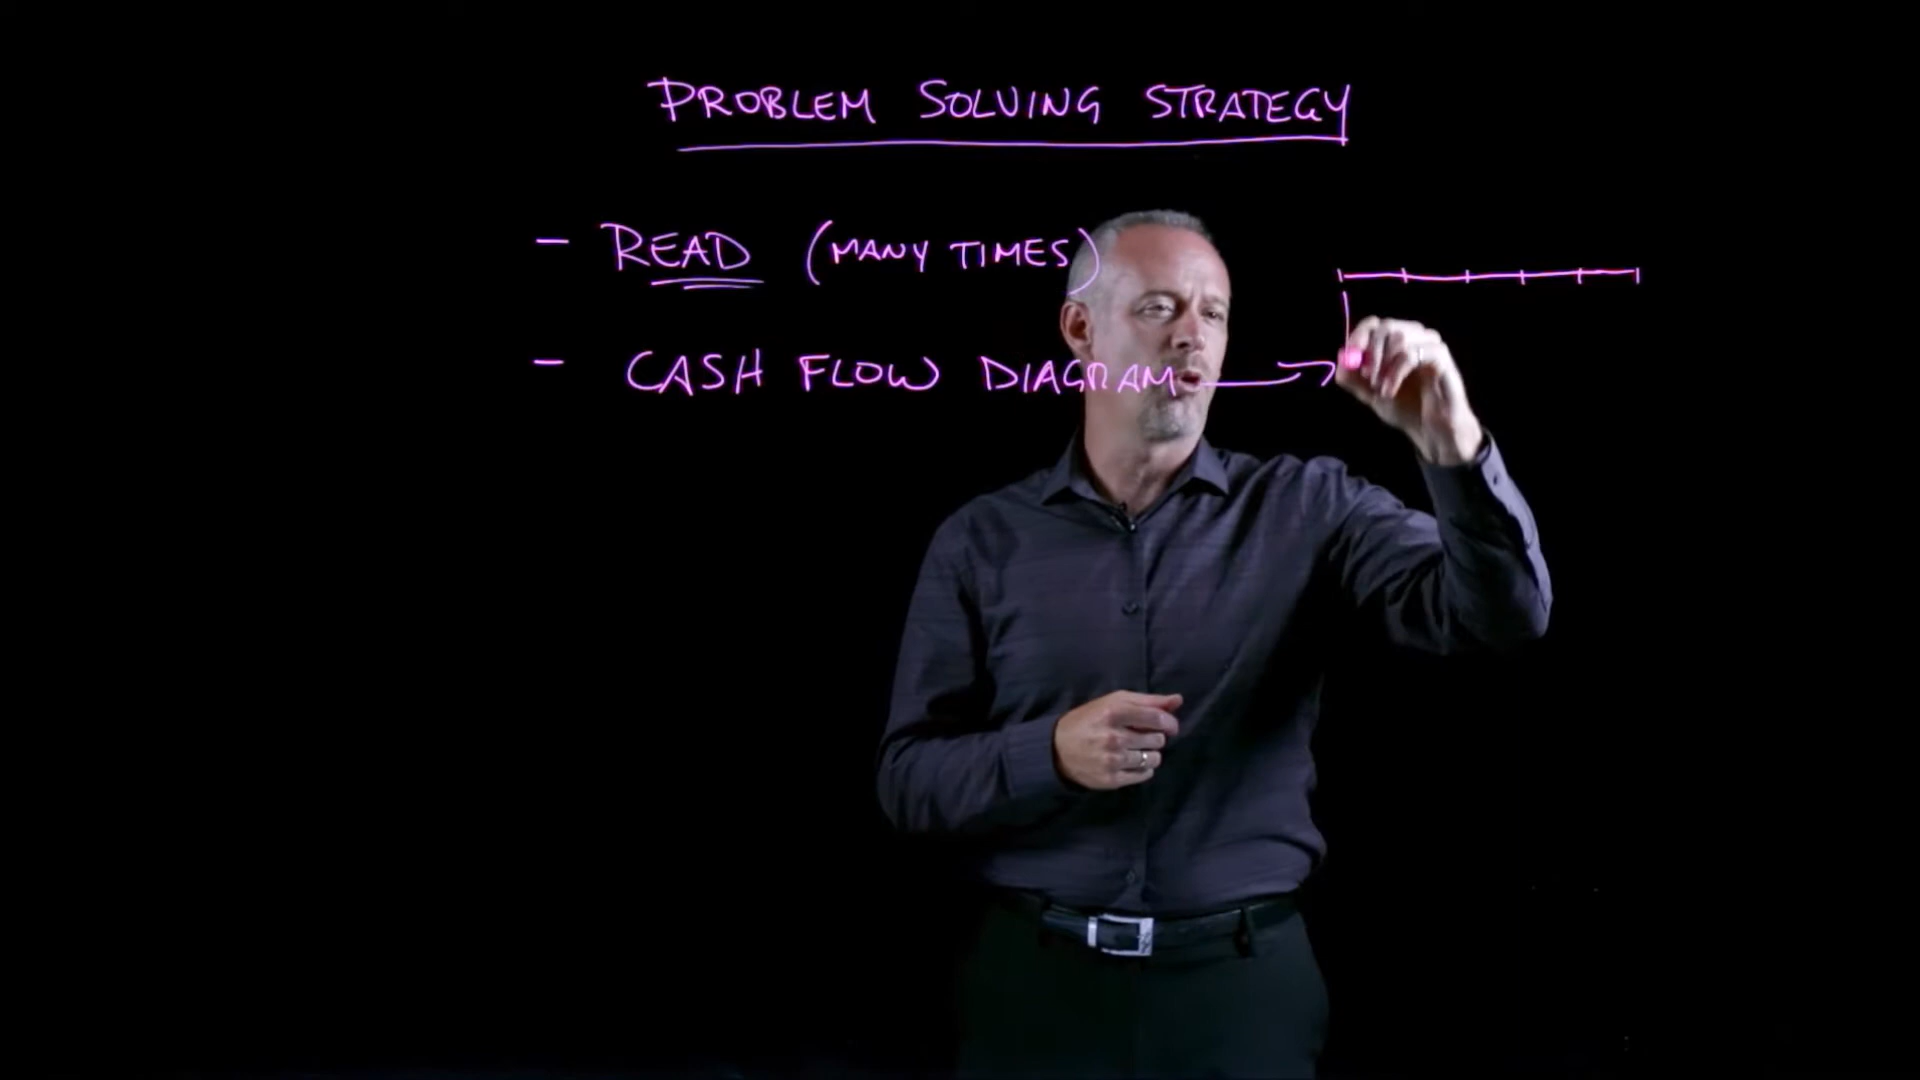 PROBLEM SOLVING STRATEGY
- READ (MANY TIMES)
- CASH FLOW DIAGRAM